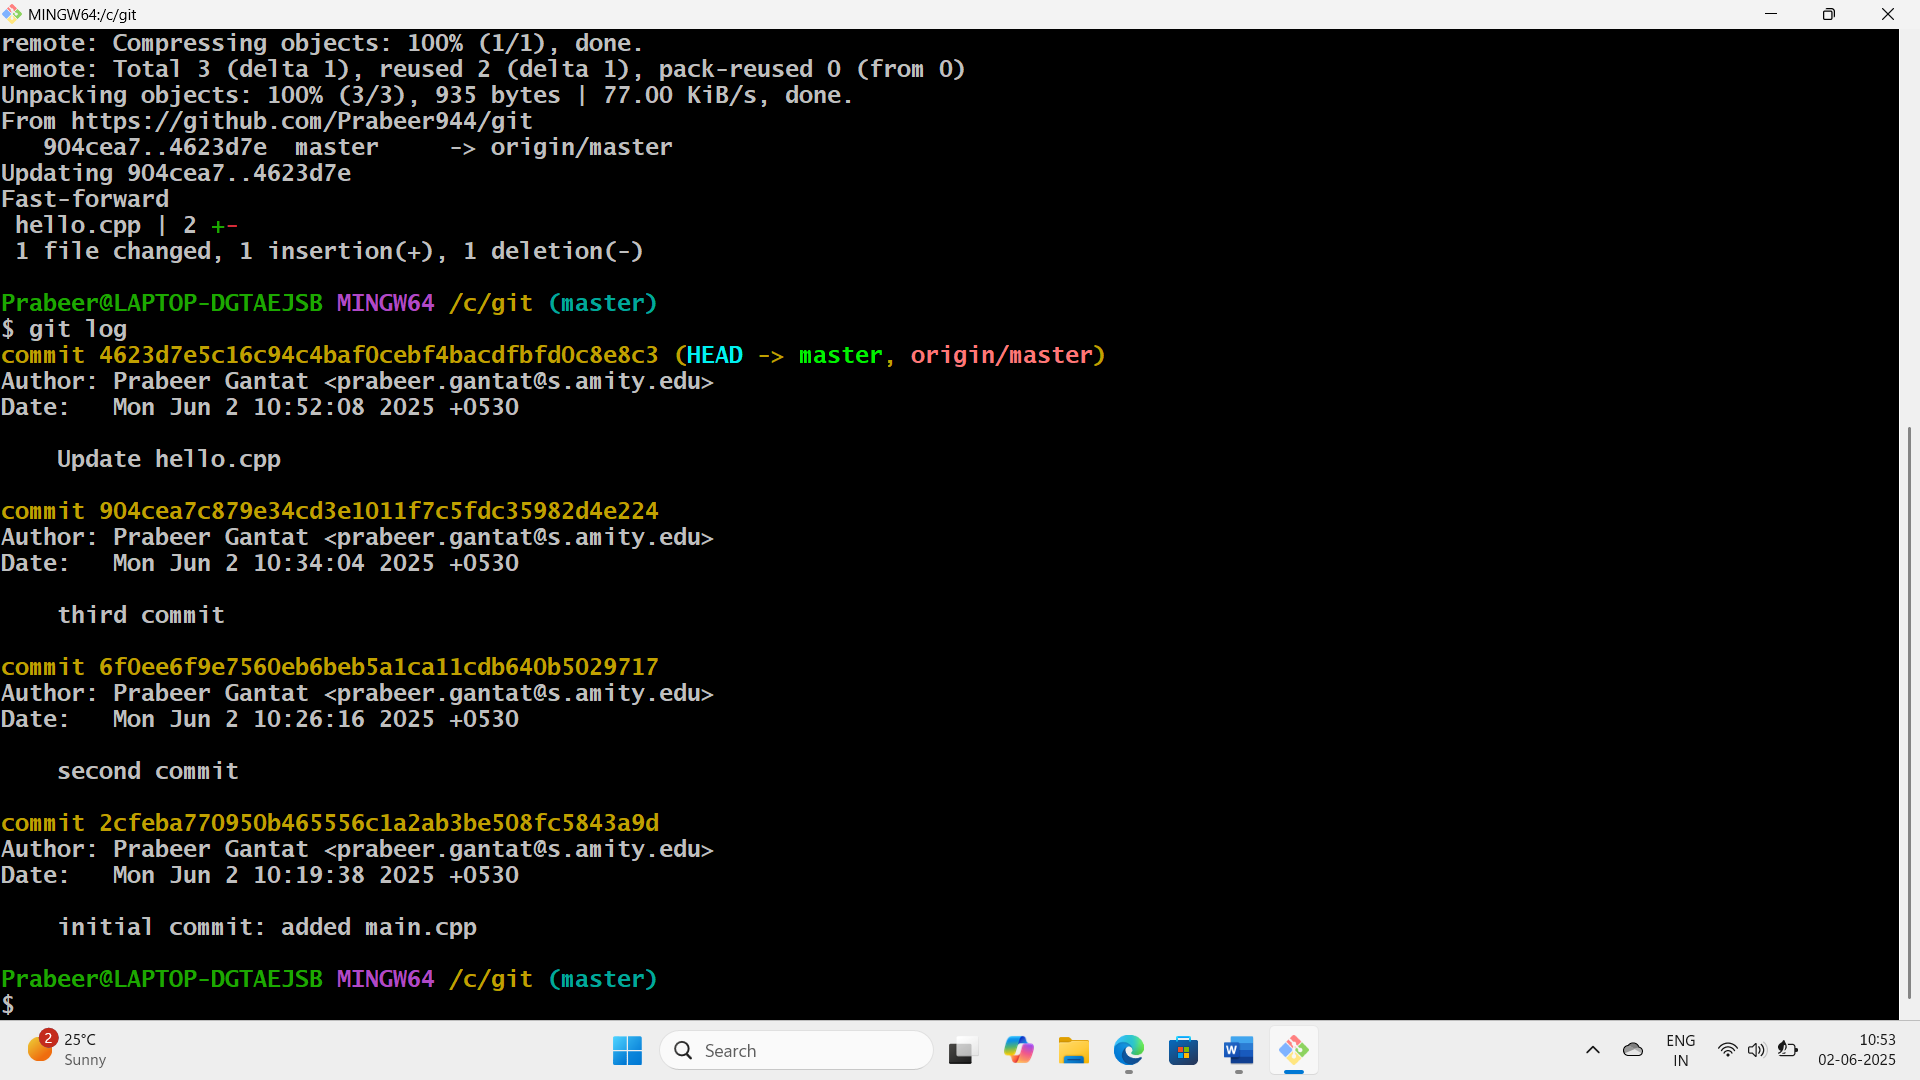 MINGW64:/c/git
remote: Compressing objects: 100% (1/1), done.
remote: Total 3 (delta 1), reused 2 (delta 1), pack-reused 0 (from 0)
Unpacking objects: 100% (3/3), 935 bytes | 77.00 KiB/s, done.
From https://github.com/Prabeer944/git
   904cea7..4623d7e  master     -> origin/master
Updating 904cea7..4623d7e
Fast-forward
 hello.cpp | 2 +-
 1 file changed, 1 insertion(+), 1 deletion(-)
Prabeer@LAPTOP-DGTAEJSB MINGW64 /c/git (master)
$ git log
commit 4623d7e5c16c94c4baf0cebf4bacdfbfd0c8e8c3 (HEAD -> master, origin/master)
Author: Prabeer Gantat <prabeer.gantat@s.amity.edu>
Date:   Mon Jun 2 10:52:08 2025 +0530
    Update hello.cpp
commit 904cea7c879e34cd3e1011f7c5fdc35982d4e224
Author: Prabeer Gantat <prabeer.gantat@s.amity.edu>
Date:   Mon Jun 2 10:34:04 2025 +0530
    third commit
commit 6f0ee6f9e7560eb6beb5a1ca11cdb640b5029717
Author: Prabeer Gantat <prabeer.gantat@s.amity.edu>
Date:   Mon Jun 2 10:26:16 2025 +0530
    second commit
commit 2cfeba770950b465556c1a2ab3be508fc5843a9d
Author: Prabeer Gantat <prabeer.gantat@s.amity.edu>
Date:   Mon Jun 2 10:19:38 2025 +0530
    initial commit: added main.cpp
Prabeer@LAPTOP-DGTAEJSB MINGW64 /c/git (master)
$
2
25°C
Sunny
Search
W
ENG
IN
10:53
02-06-2025